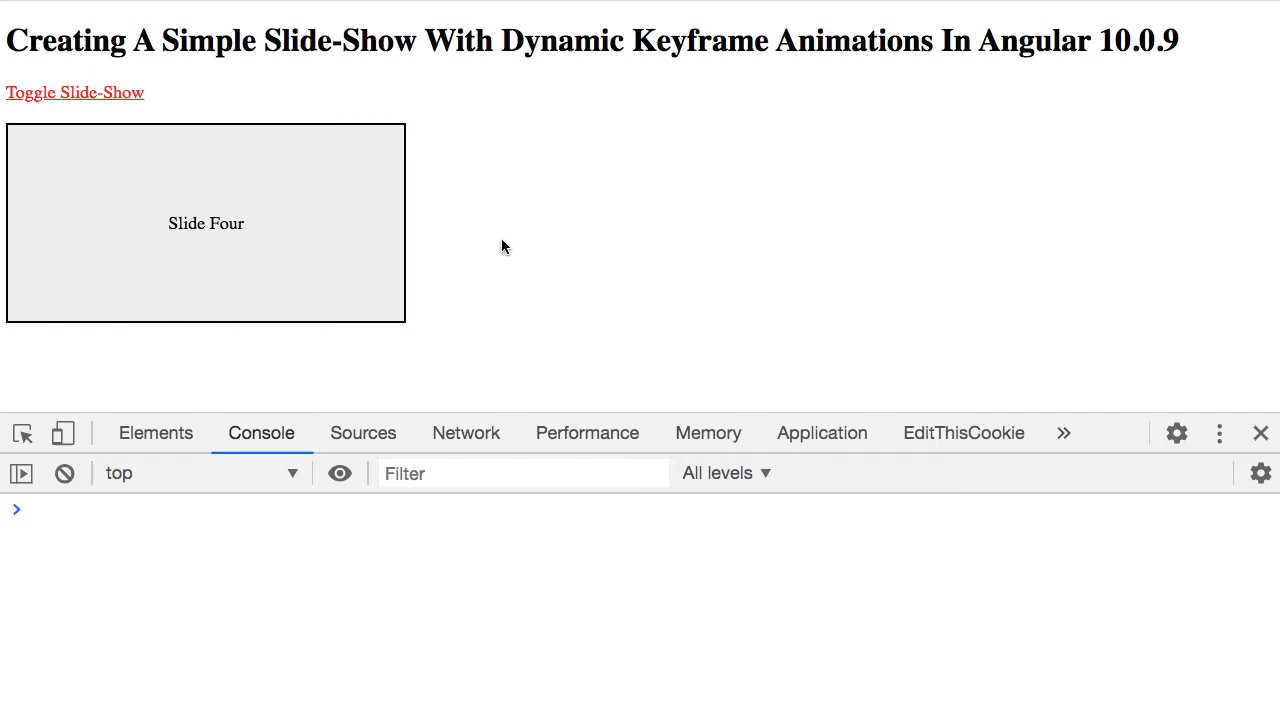 Creating A Simple Slide-Show With Dynamic Keyframe Animations In Angular 10.0.9
Toggle Slide-Show
Slide Four
Elements Console Sources Network Performance Memory Application EditThisCookie
top Filter All levels